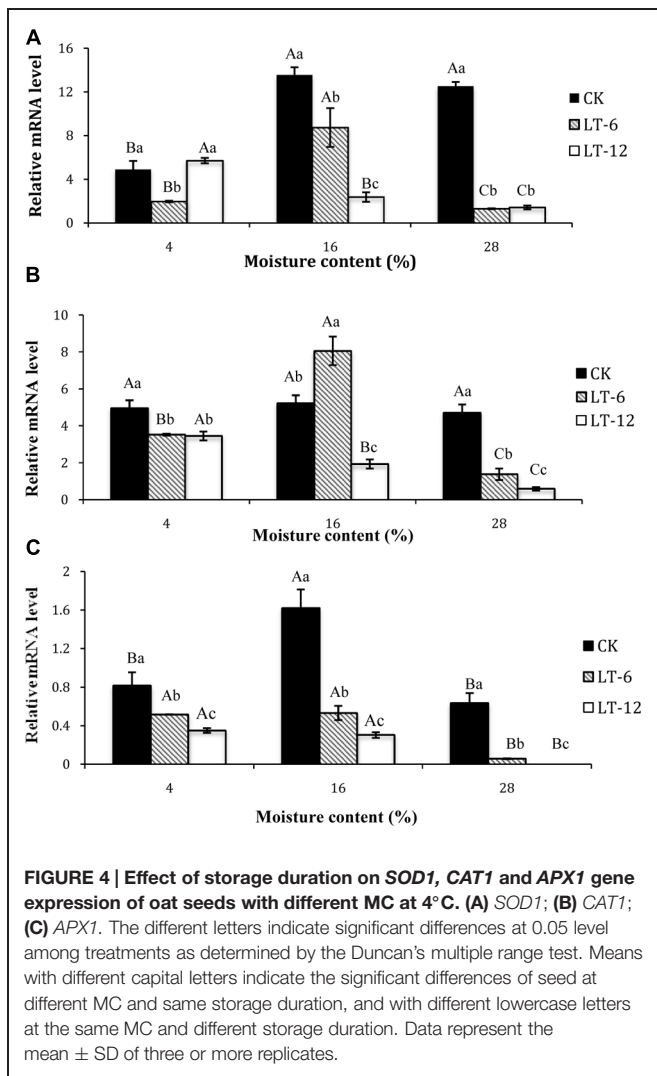 A
Relative mRNA level
16
12
8
4
0
Ba
Bb
Aa
Aa
Ab
Bc
Aa
Cb
Cb
CK
LT-6
LT-12
4
16
28
Moisture content (%)
B
Relative mRNA level
10
8
6
4
2
0
Aa
Bb
Ab
Ab
Aa
Bc
Aa
Cb
Cc
CK
LT-6
LT-12
4
16
28
Moisture content (%)
C
Relative mRNA level
2
1.6
1.2
0.8
0.4
0
Ba
Ab
Ac
Aa
Ab
Ac
Ba
Bb
Bc
CK
LT-6
LT-12
4
16
28
Moisture content (%)
FIGURE 4 | Effect of storage duration on SOD1, CAT1 and APX1 gene
expression of oat seeds with different MC at 4°C. (A) SOD1; (B) CAT1;
(C) APX1. The different letters indicate significant differences at 0.05 level
among treatments as determined by the Duncan's multiple range test. Means
with different capital letters indicate the significant differences of seed at
different MC and same storage duration, and with different lowercase letters
at the same MC and different storage duration. Data represent the
mean ± SD of three or more replicates.